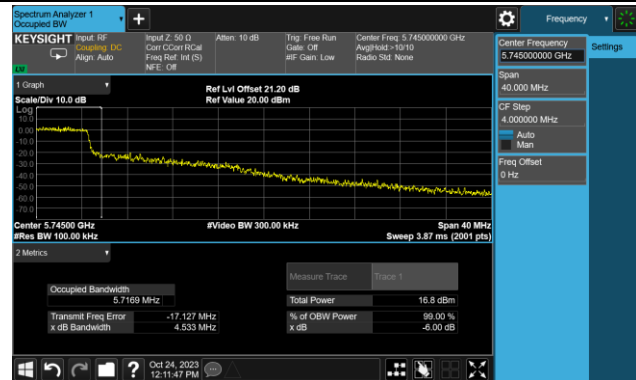 Spectrum Analyzer 1
Occupied BW
Frequency
KEYSIGHT
Input: RF
Coupling: DC
Align: Auto
Input Z: 50 Ω
Corr CCorr RCal
Freq Ref: Int (S)
NFE: Off
Atten: 10 dB
Trig: Free Run
Gate: Off
#IF Gain: Low
Center Freq: 5.745000000 GHz
Avg|Hold:>10/10
Radio Std: None
Center Frequency
5.745000000 GHz
Settings
Span
40.000 MHz
CF Step
4.000000 MHz
Auto
Man
Freq Offset
0 Hz
1 Graph
Scale/Div 10.0 dB
Ref Lvl Offset 21.20 dB
Ref Value 20.00 dBm
Log
10.0
0.00
-10.0
-20.0
-30.0
-40.0
-50.0
-60.0
-70.0
Center 5.74500 GHz
#Res BW 100.00 kHz
#Video BW 300.00 kHz
Span 40 MHz
Sweep 3.87 ms (2001 pts)
2 Metrics
Measure Trace
Trace 1
Occupied Bandwidth
5.7169 MHz
Total Power
16.8 dBm
Transmit Freq Error
-17.127 MHz
% of OBW Power
99.00 %
x dB Bandwidth
4.533 MHz
x dB
-6.00 dB
Oct 24, 2023
12:11:47 PM